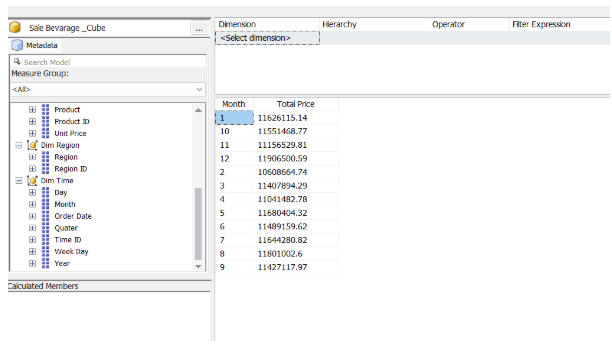 Sale Bevarage _Cube
...
Metadata
Search Model
Measure Group:
<All>
Product
Product ID
Unit Price
Dim Region
Region
Region ID
Dim Time
Day
Month
Order Date
Quater
Time ID
Week Day
Year
Calculated Members
Dimension Hierarchy Operator Filter Expression
<Select dimension>
Month Total Price
1 11626115.14
10 11551468.77
11 11156529.81
12 11906500.59
2 10608664.74
3 11407894.29
4 11041482.78
5 11680404.32
6 11489159.62
7 11644280.82
8 11801002.6
9 11427117.97